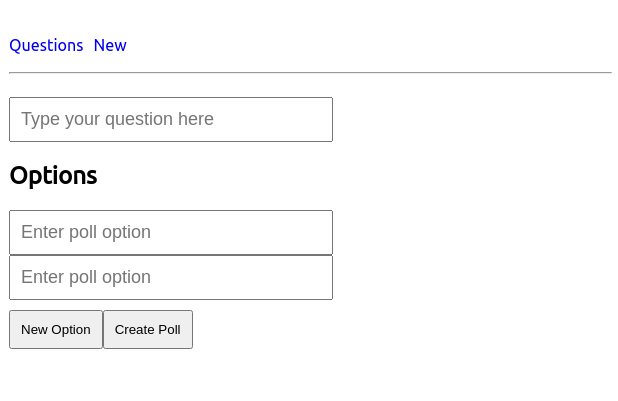 Questions New
Type your question here
Options
Enter poll option
Enter poll option
New Option Create Poll